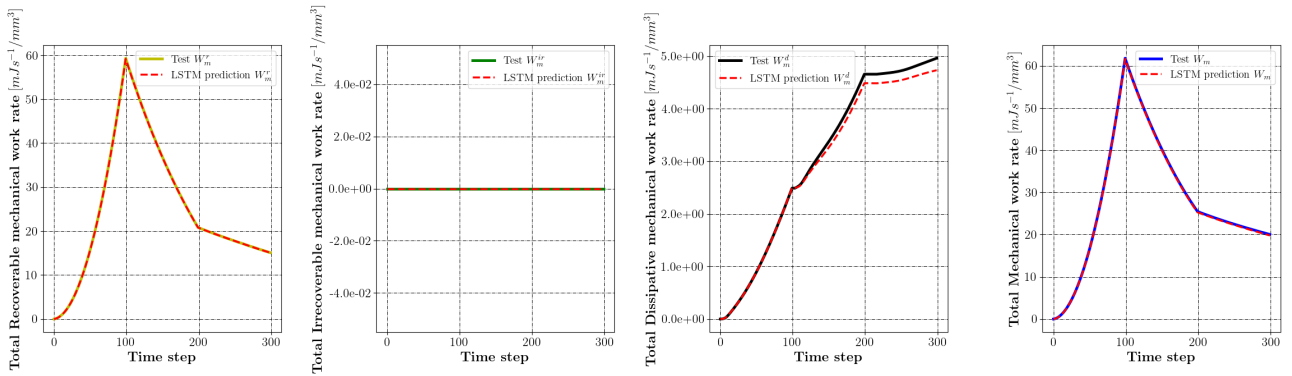 Total Recoverable mechanical work rate [mJs⁻¹/mm³]
60
50
40
30
20
10
0
Test Wₘʳ
LSTM prediction Wₘʳ
0 100 200 300
Time step
Total Irrecoverable mechanical work rate [mJs⁻¹/mm³]
4.0e-02
2.0e-02
0.0e+00
-2.0e-02
-4.0e-02
Test Wₘⁱʳ
LSTM prediction Wₘⁱʳ
0 100 200 300
Time step
Total Dissipative mechanical work rate [mJs⁻¹/mm³]
5.0e+00
4.0e+00
3.0e+00
2.0e+00
1.0e+00
0.0e+00
Test Wₘᵈ
LSTM prediction Wₘᵈ
0 100 200 300
Time step
Total Mechanical work rate [mJs⁻¹/mm³]
60
50
40
30
20
10
0
Test Wₘ
LSTM prediction Wₘ
0 100 200 300
Time step